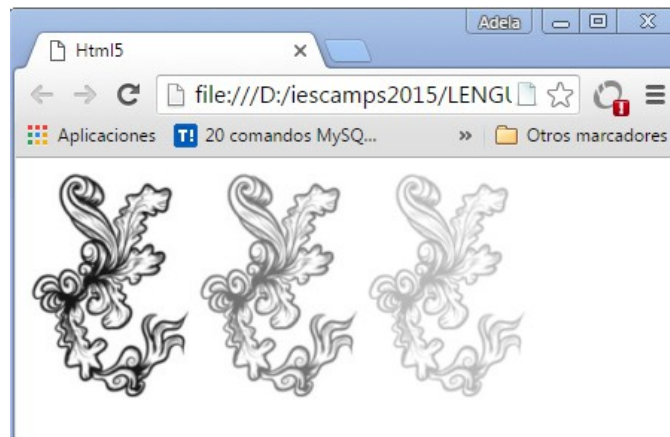 Adela
Html5
file:///D:/iescamps2015/LENGU
Aplicaciones T! 20 comandos MySQ... » Otros marcadores